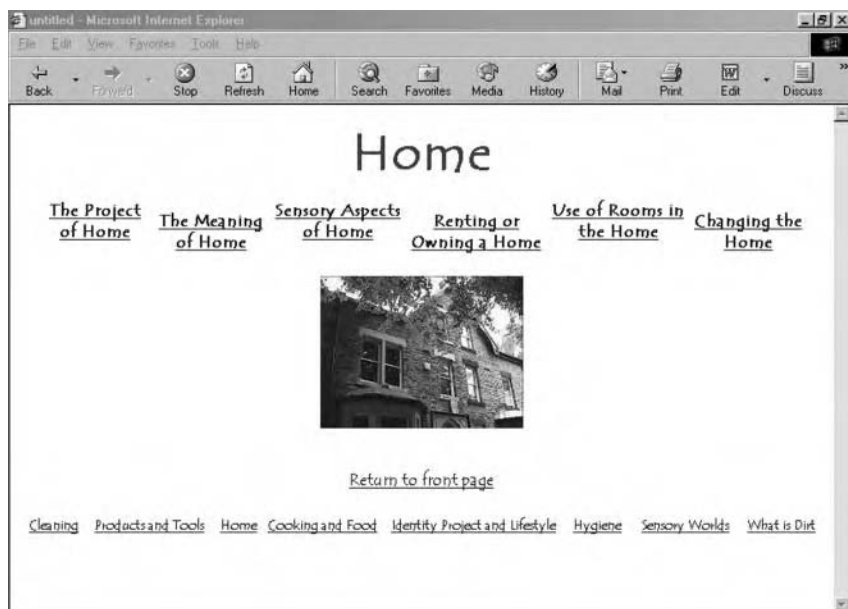 untitled - Microsoft Internet Explorer
File Edit View Favorites Tools Help
Back Forward Stop Refresh Home Search Favorites Media History Mail Print Edit Discuss »
Home
The Project
of Home
The Meaning
of Home
Sensory Aspects
of Home
Renting or
Owning a Home
Use of Rooms in
the Home
Changing the
Home
Return to front page
Cleaning Products and Tools Home Cooking and Food Identity Project and Lifestyle Hygiene Sensory Worlds What is Dirt